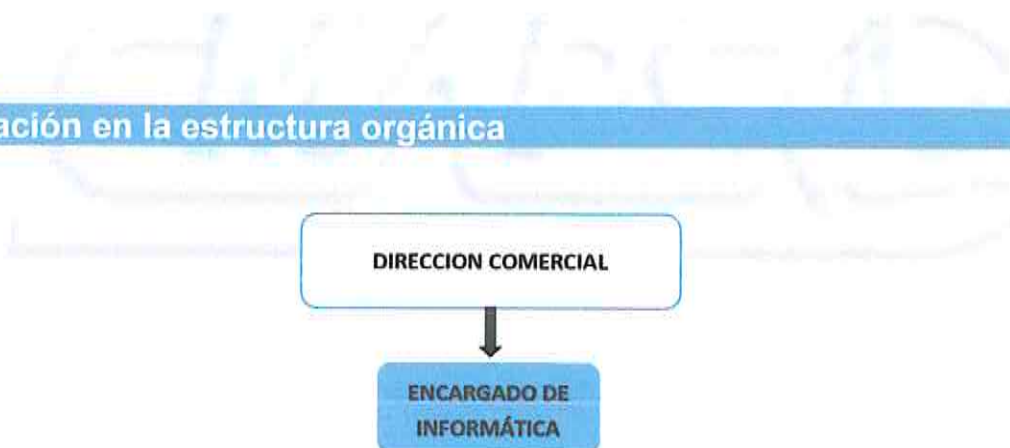 ación en la estructura orgánica
DIRECCION COMERCIAL
ENCARGADO DE
INFORMÁTICA